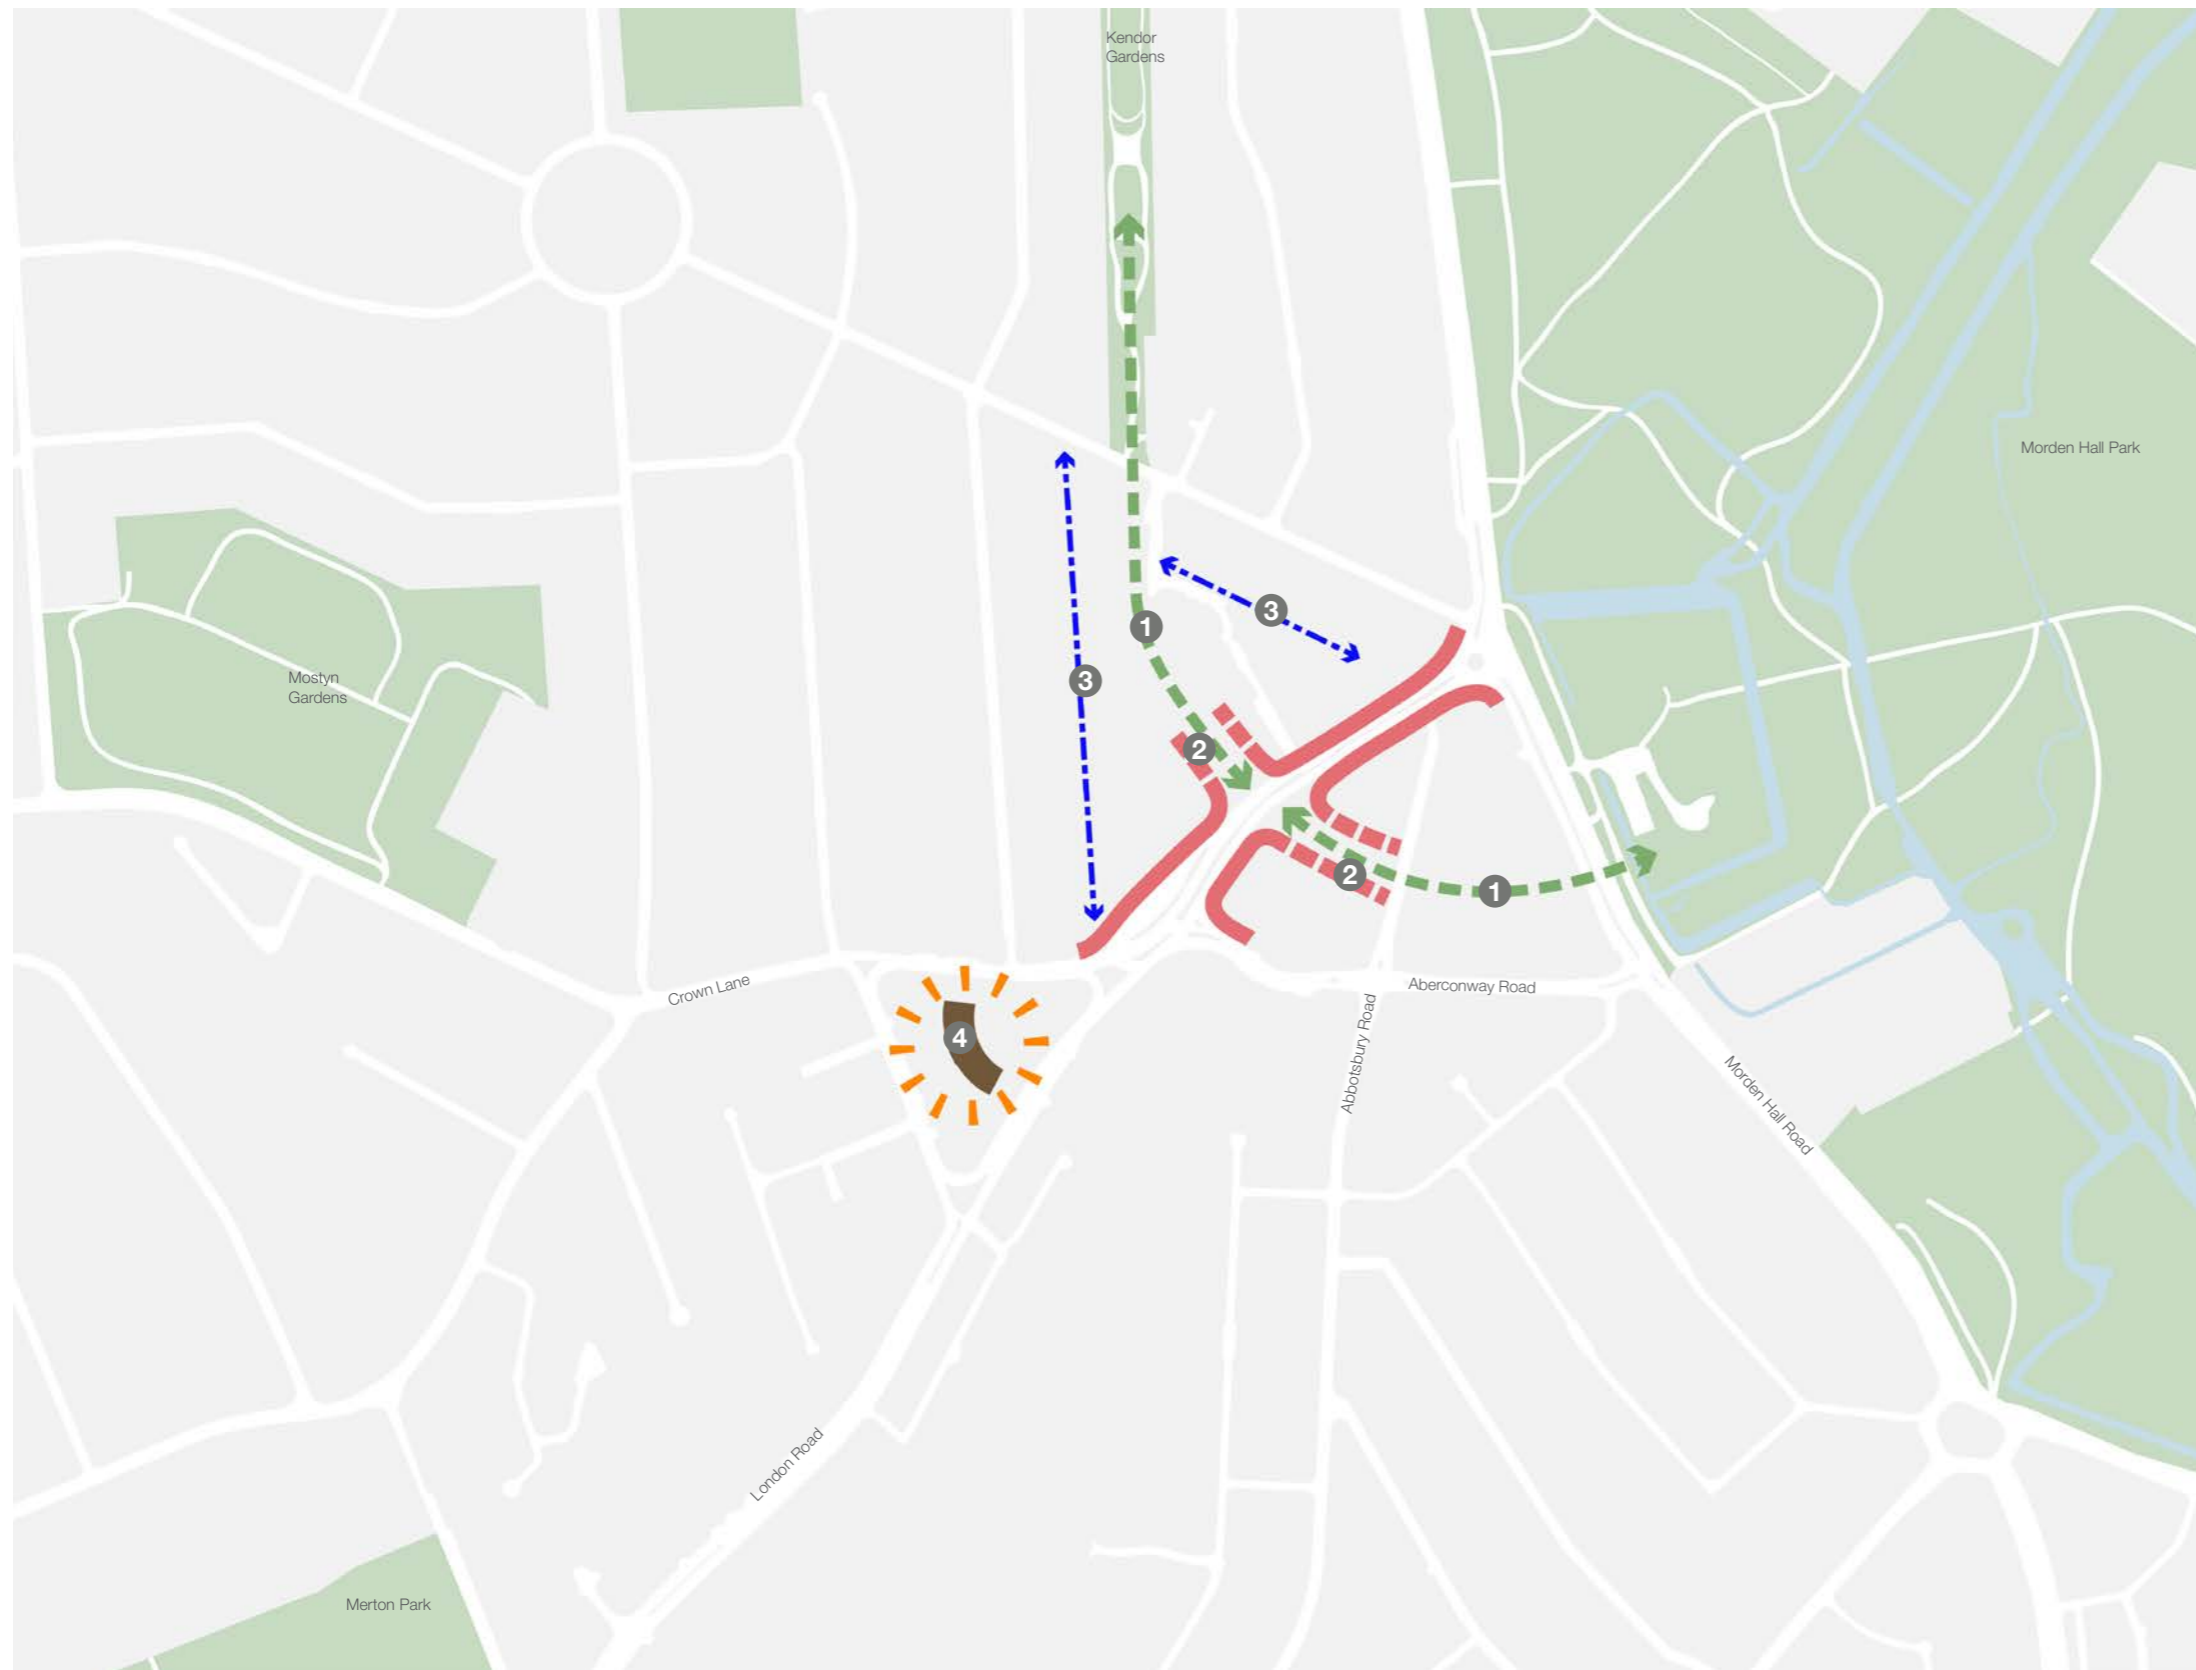 Kendor
Gardens
Morden Hall Park
3
1
Mostyn
Gardens
3
2
2
1
Crown Lane
Aberconway Road
4
Abbotsbury Road
Morden Hall Road
London Road
Merton Park